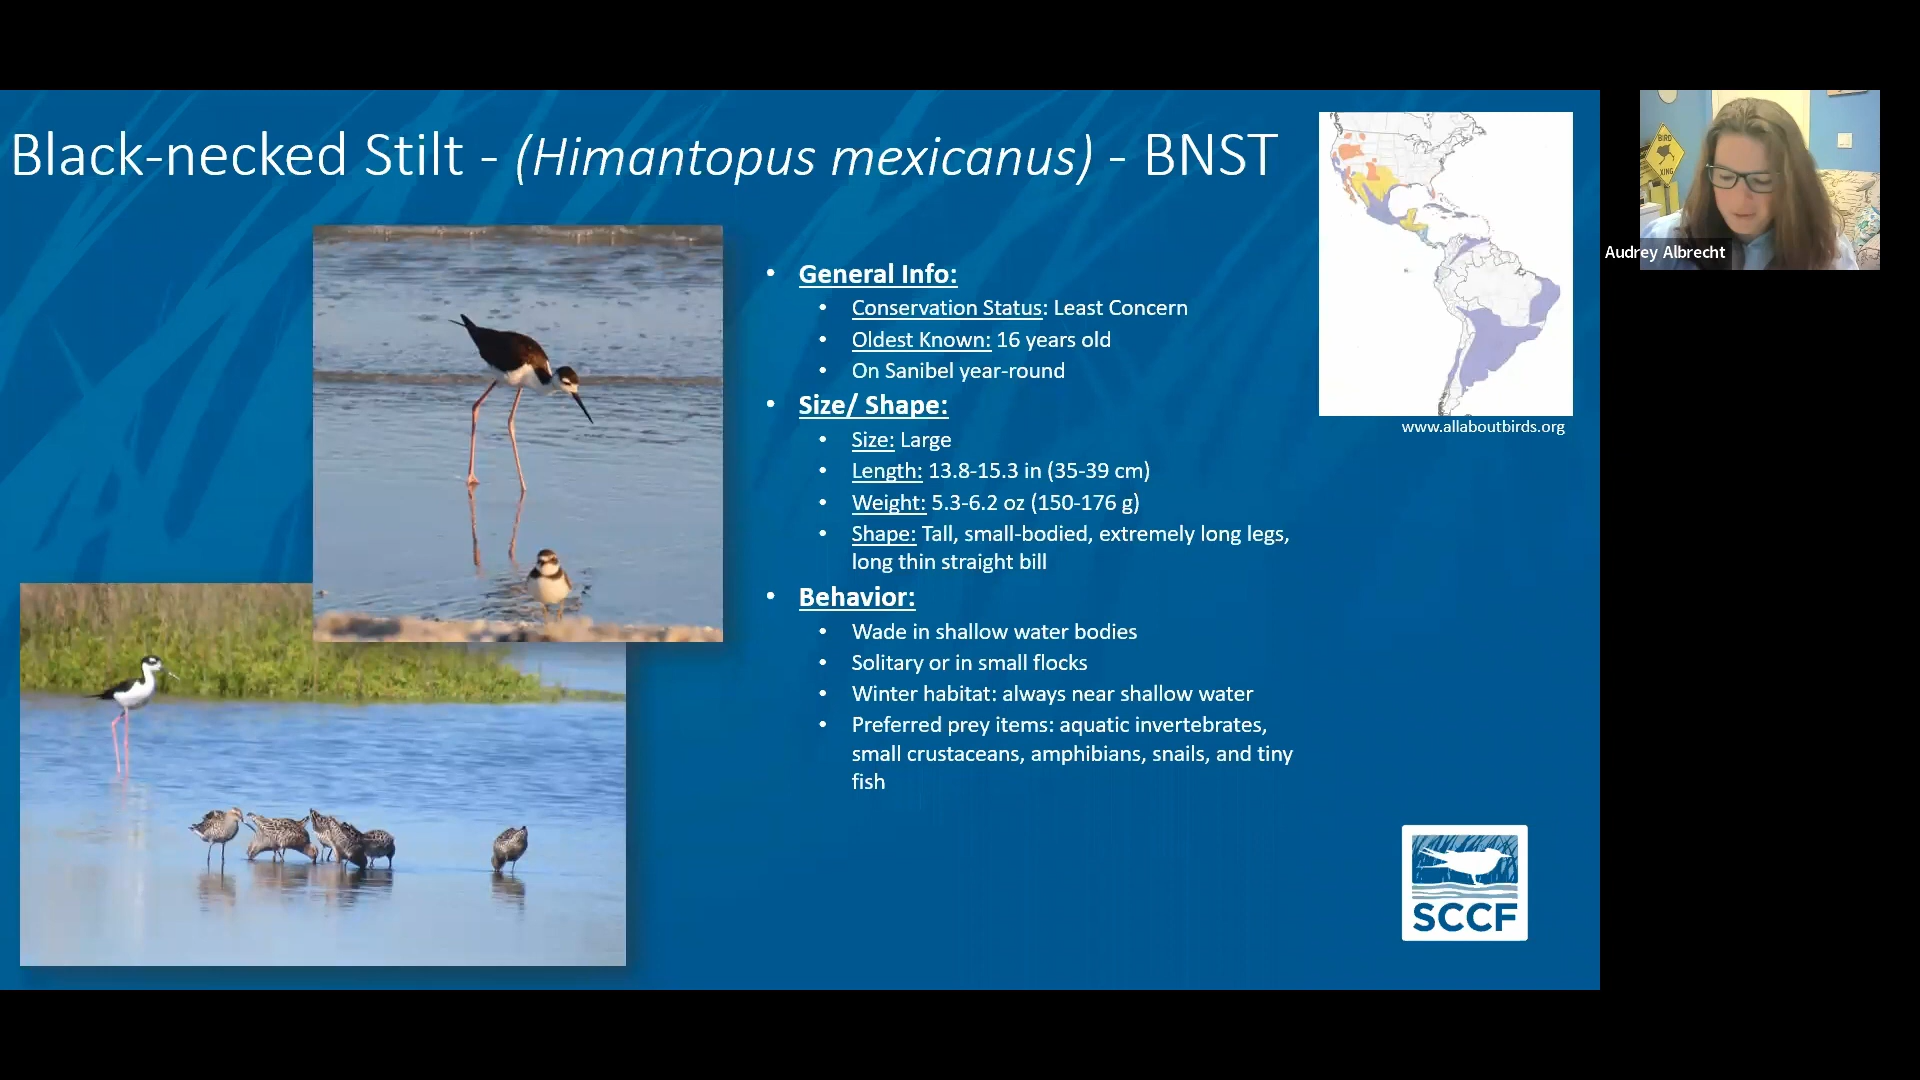 Black-necked Stilt - (Himantopus mexicanus) - BNST
• General Info:
• Conservation Status: Least Concern
• Oldest Known: 16 years old
• On Sanibel year-round
• Size/ Shape:
• Size: Large
• Length: 13.8-15.3 in (35-39 cm)
• Weight: 5.3-6.2 oz (150-176 g)
• Shape: Tall, small-bodied, extremely long legs,
long thin straight bill
• Behavior:
• Wade in shallow water bodies
• Solitary or in small flocks
• Winter habitat: always near shallow water
• Preferred prey items: aquatic invertebrates,
small crustaceans, amphibians, snails, and tiny
fish
www.allaboutbirds.org
SCCF
BIRD
XING
Audrey Albrecht